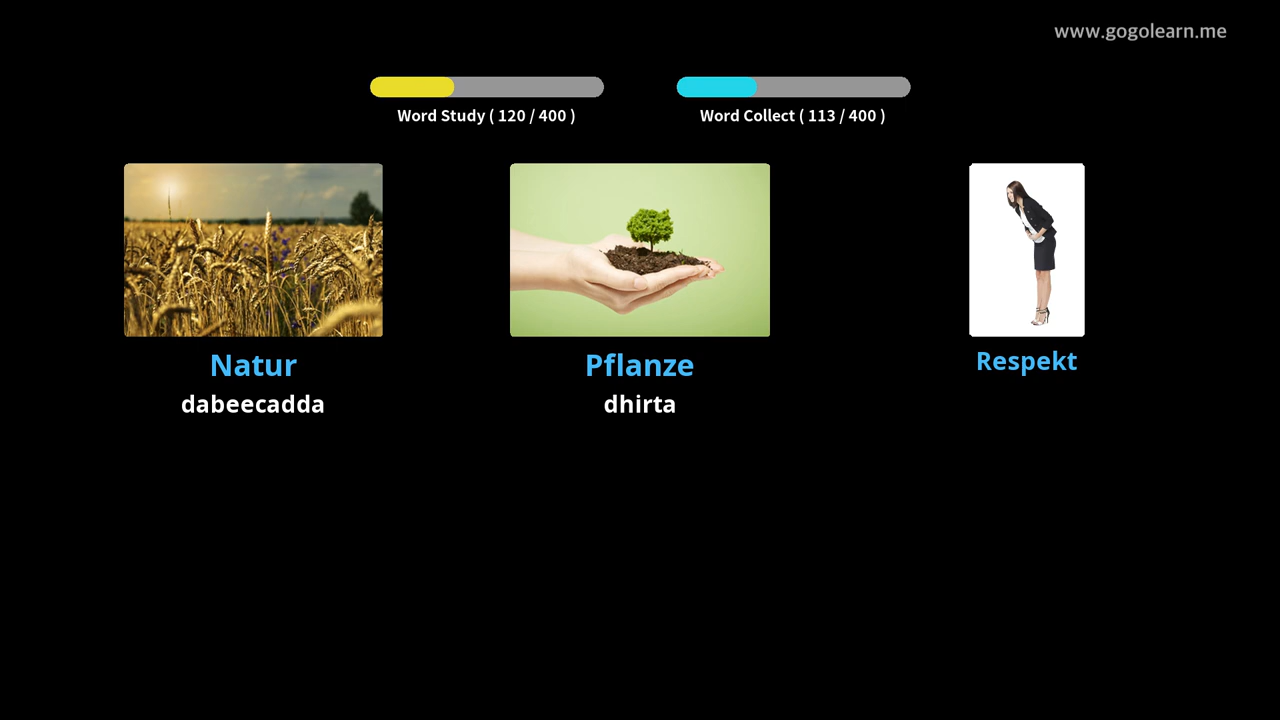 www.gogolearn.me
Word Study ( 120 / 400 )
Word Collect ( 113 / 400 )
Natur
dabeecadda
Pflanze
dhirta
Respekt